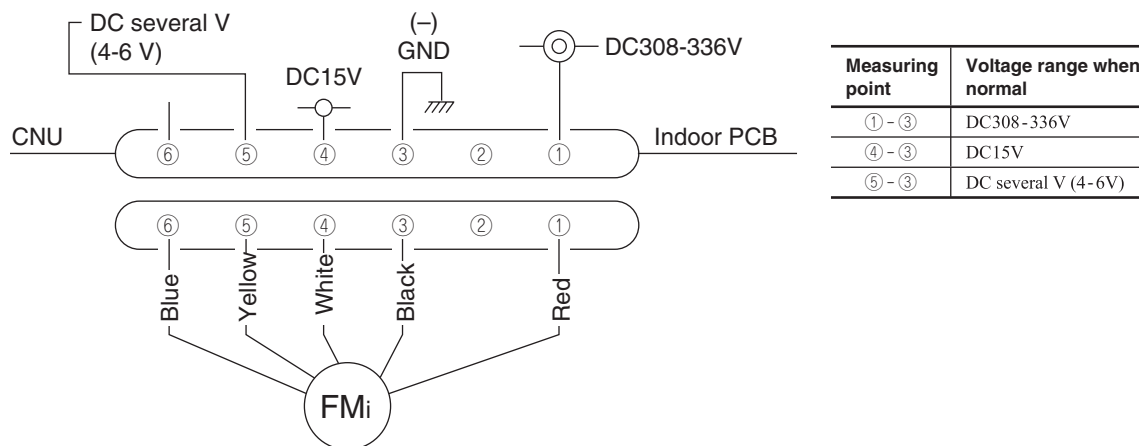 DC several V
(4-6 V)
(–)
GND
DC308-336V
DC15V
CNU
Indoor PCB
⑥ ⑤ ④ ③ ② ①
⑥ ⑤ ④ ③ ② ①
Blue
Yellow
White
Black
Red
FMi
Measuring point
Voltage range when normal
①-③ DC308-336V
④-③ DC15V
⑤-③ DC several V (4-6V)